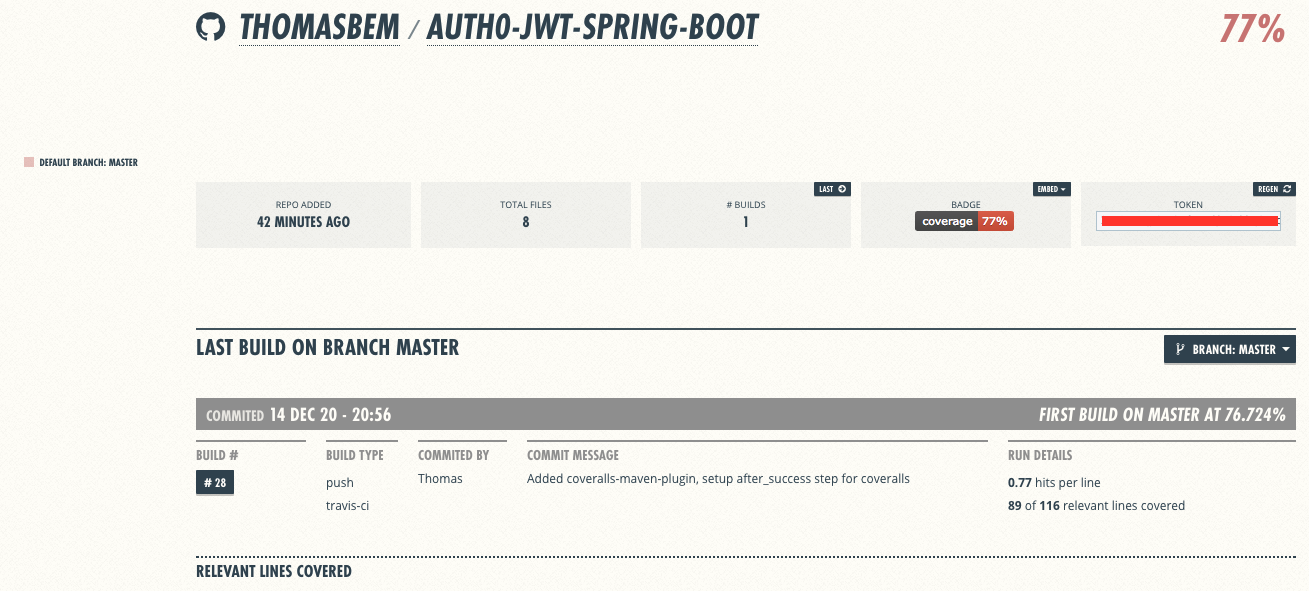 THOMASBEM / AUTH0-JWT-SPRING-BOOT
77%
DEFAULT BRANCH: MASTER
REPO ADDED
42 MINUTES AGO
TOTAL FILES
8
LAST
# BUILDS
1
EMBED
BADGE
coverage 77%
REGEN
TOKEN
LAST BUILD ON BRANCH MASTER
BRANCH: MASTER
COMMITED 14 DEC 20 - 20:56
FIRST BUILD ON MASTER AT 76.724%
BUILD #
# 28
BUILD TYPE
push
travis-ci
COMMITED BY
Thomas
COMMIT MESSAGE
Added coveralls-maven-plugin, setup after_success step for coveralls
RUN DETAILS
0.77 hits per line
89 of 116 relevant lines covered
RELEVANT LINES COVERED